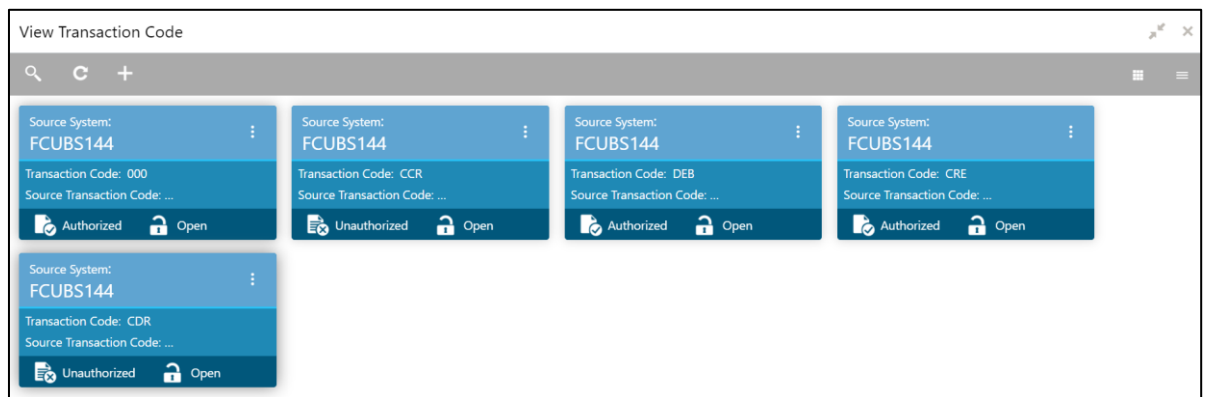 View Transaction Code
Source System:
FCUBS144
Transaction Code: 000
Source Transaction Code: ...
Authorized Open
Source System:
FCUBS144
Transaction Code: CCR
Source Transaction Code: ...
Unauthorized Open
Source System:
FCUBS144
Transaction Code: DEB
Source Transaction Code: ...
Authorized Open
Source System:
FCUBS144
Transaction Code: CRE
Source Transaction Code: ...
Authorized Open
Source System:
FCUBS144
Transaction Code: CDR
Source Transaction Code: ...
Unauthorized Open